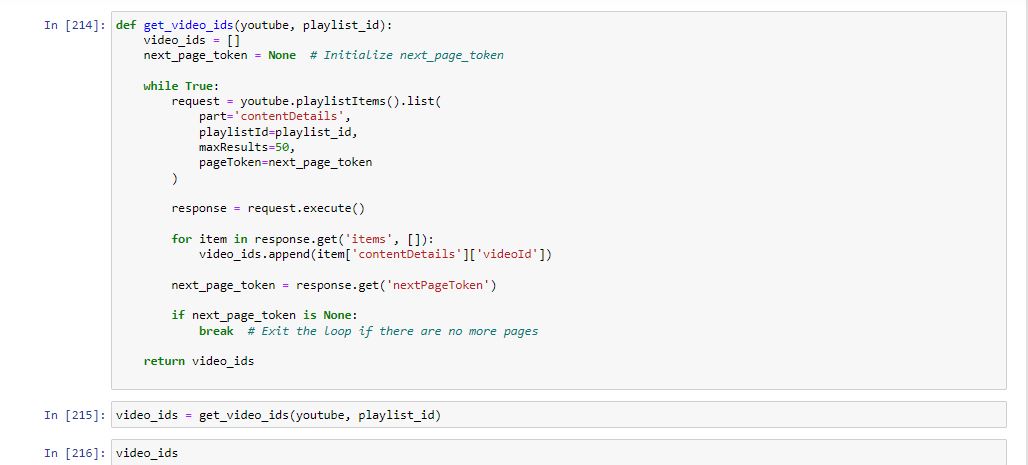 In [214]: def get_video_ids(youtube, playlist_id):
    video_ids = []
    next_page_token = None  # Initialize next_page_token

    while True:
        request = youtube.playlistItems().list(
            part='contentDetails',
            playlistId=playlist_id,
            maxResults=50,
            pageToken=next_page_token
        )

        response = request.execute()

        for item in response.get('items', []):
            video_ids.append(item['contentDetails']['videoId'])

        next_page_token = response.get('nextPageToken')

        if next_page_token is None:
            break  # Exit the loop if there are no more pages

    return video_ids

In [215]: video_ids = get_video_ids(youtube, playlist_id)

In [216]: video_ids